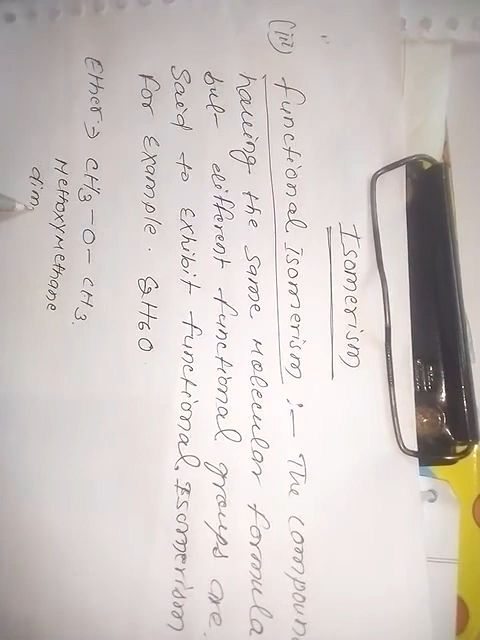 Isomerism
(iii) functional Isomerism :- The compoun
having the same molecular formula
but different functional groups are.
Said to exhibit functional Isomerism
For Example. C2H6O
Ether → CH3-O-CH3.
Methoxymethane
dim